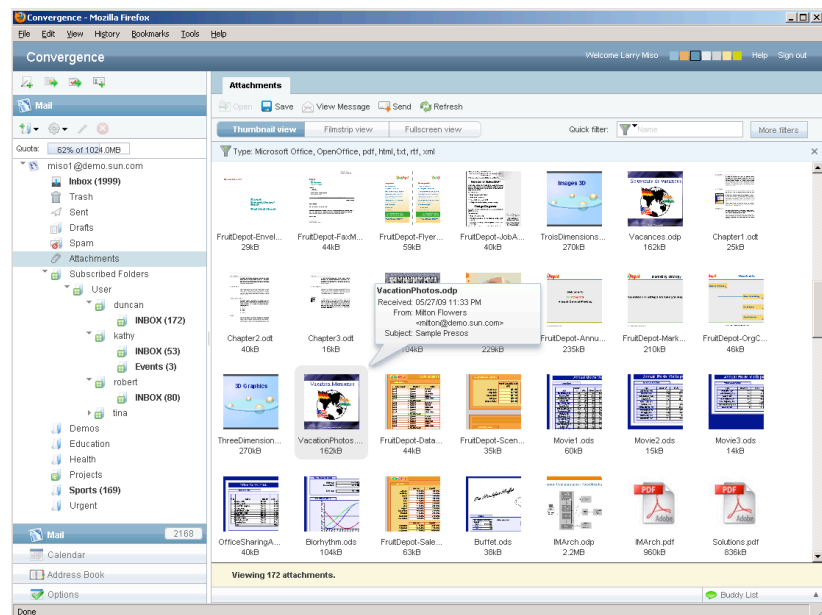 Convergence - Mozilla Firefox
File Edit View History Bookmarks Tools Help
Convergence
Welcome Larry Miso Help Sign out
Attachments
Mail
Open Save View Message Send Refresh
Thumbnail view Filmstrip view Fullscreen view Quick filter: Name More filters
Quota: 62% of 1024.0MB
Type: Microsoft Office, OpenOffice, pdf, html, txt, rtf, xml
miso1@demo.sun.com
Inbox (1999)
Trash
Sent
Drafts
Spam
Attachments
Subscribed Folders
User
duncan
INBOX (172)
kathy
INBOX (53)
Events (3)
robert
INBOX (80)
tina
Demos
Education
Health
Projects
Sports (169)
Urgent
Mail 2168
Calendar
Address Book
Options
Images 3D
FruitDepot-Envel... FruitDepot-FaxM... FruitDepot-Flyer... FruitDepot-JobA... TroisDimensions... Vacances.odp Chapter1.odt
29kB 44kB 59kB 40kB 270kB 162kB 25kB
VacationPhotos.odp
Received: 05/27/09 11:33 PM
From: Milton Flowers
<milton@demo.sun.com>
Subject: Sample Presos
Chapter2.odt Chapter3.odt FruitDepot-Annu... FruitDepot-Mark... FruitDepot-OrgC...
40kB 16kB 104kB 229kB 235kB 210kB 46kB
3D Graphics
ThreeDimension... VacationPhotos.... FruitDepot-Data... FruitDepot-Scen... Movie1.ods Movie2.ods Movie3.ods
270kB 162kB 44kB 35kB 60kB 15kB 14kB
PDF Adobe PDF Adobe
OfficeSharingA... Biorhythm.ods FruitDepot-Sale... Buffet.ods IMArch.odp IMArch.pdf Solutions.pdf
40kB 104kB 63kB 38kB 2.2MB 960kB 836kB
Viewing 172 attachments.
Buddy List
Done